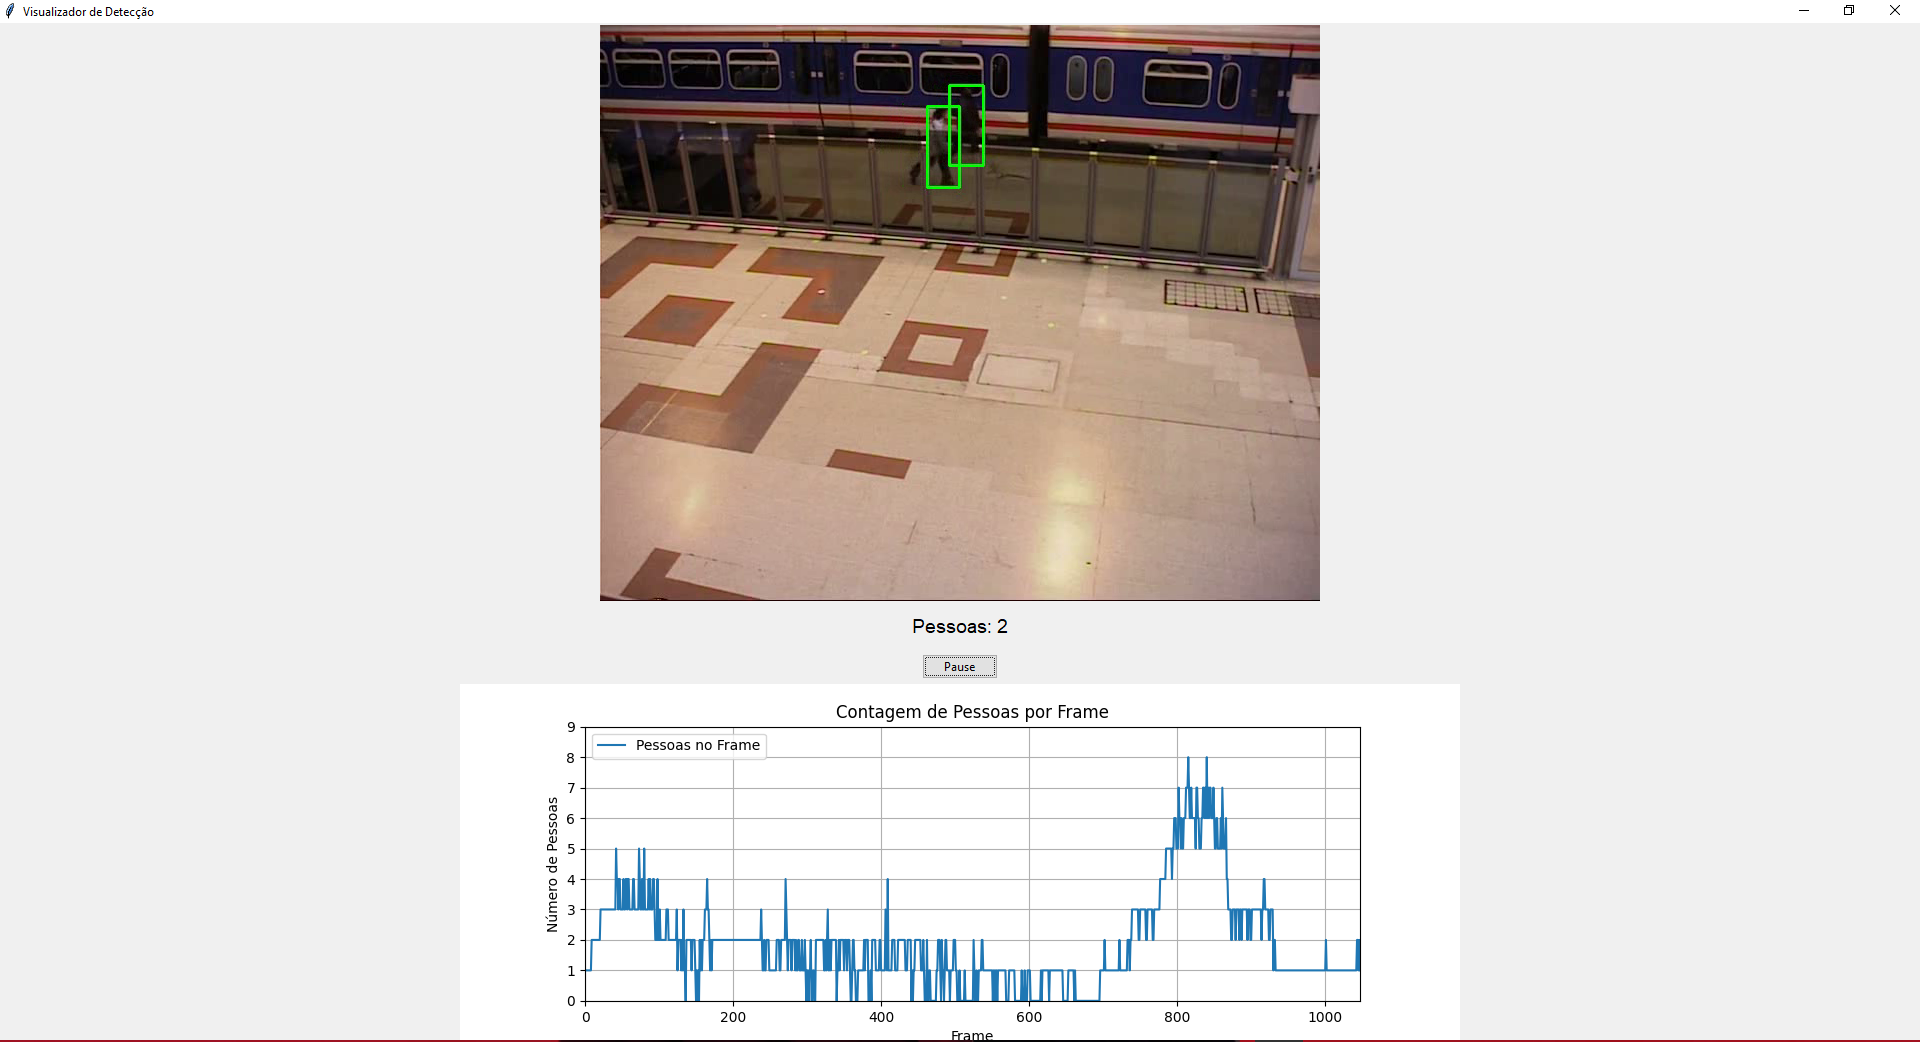 Visualizador de Detecção
Pessoas: 2
Pause
Contagem de Pessoas por Frame
Pessoas no Frame
Número de Pessoas
9
8
7
6
5
4
3
2
1
0
0 200 400 600 800 1000
Frame